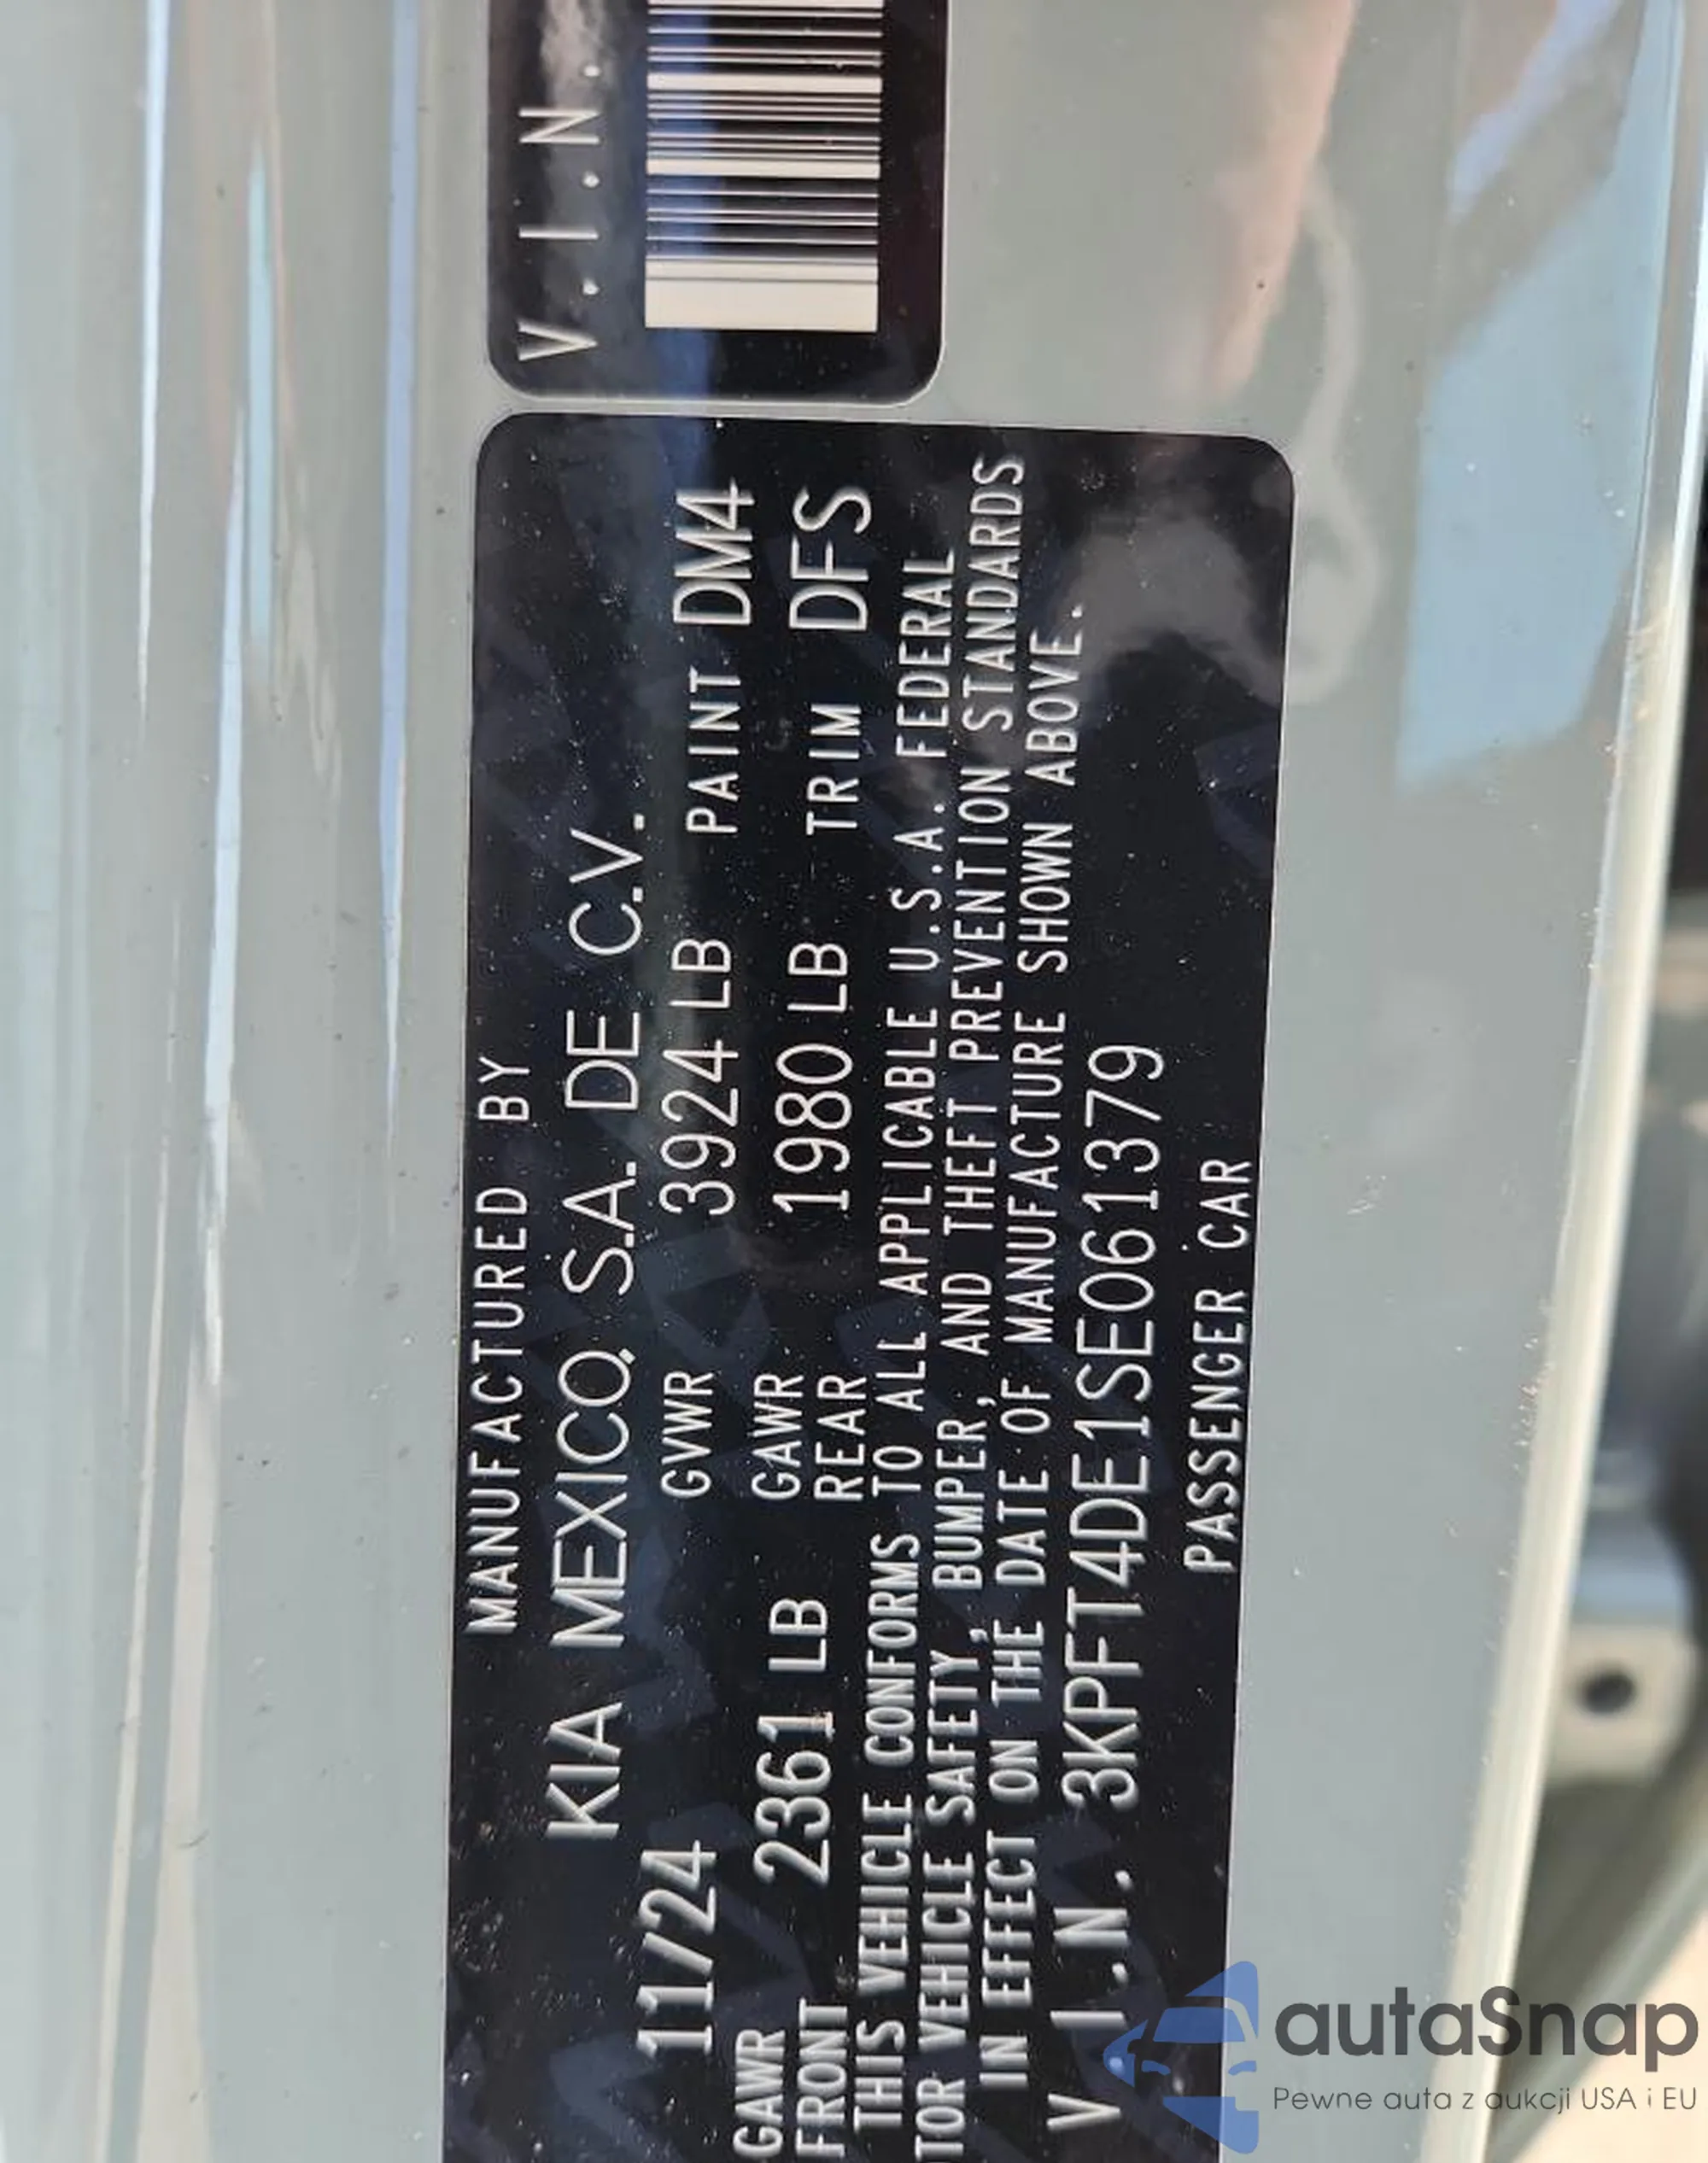 V.I.N.
MANUFACTURED BY
KIA MEXICO, S.A. DE C.V.
11/24 GVWR 3924 LB PAINT DM4
GAWR FRONT 2361 LB GAWR REAR 1980 LB TRIM DFS
THIS VEHICLE CONFORMS TO ALL APPLICABLE U.S.A. FEDERAL
TOR VEHICLE SAFETY, BUMPER, AND THEFT PREVENTION STANDARDS
IN EFFECT ON THE DATE OF MANUFACTURE SHOWN ABOVE.
V.I.N. 3KPFT4DE1SE061379
PASSENGER CAR
autaSnap
Pewne auta z aukcji USA i EU